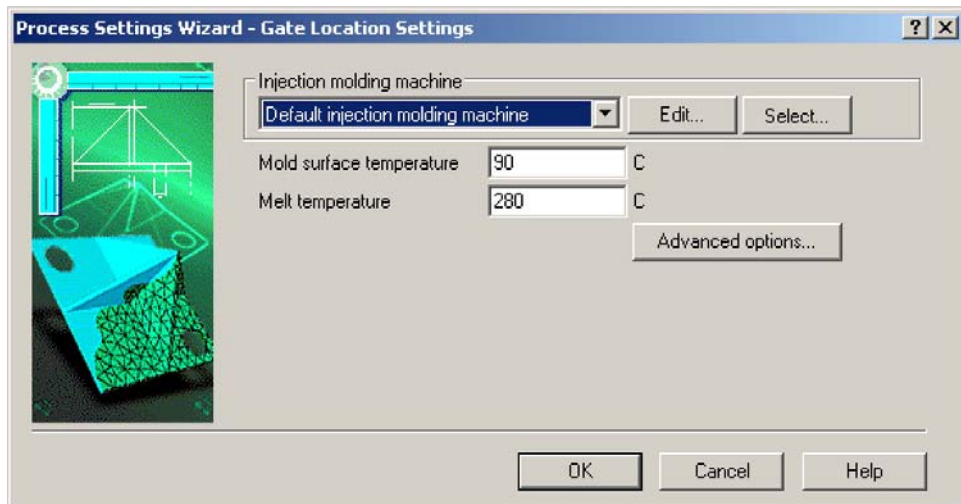 Process Settings Wizard - Gate Location Settings
Injection molding machine
Default injection molding machine
Edit...
Select...
Mold surface temperature 90 C
Melt temperature 280 C
Advanced options...
OK
Cancel
Help